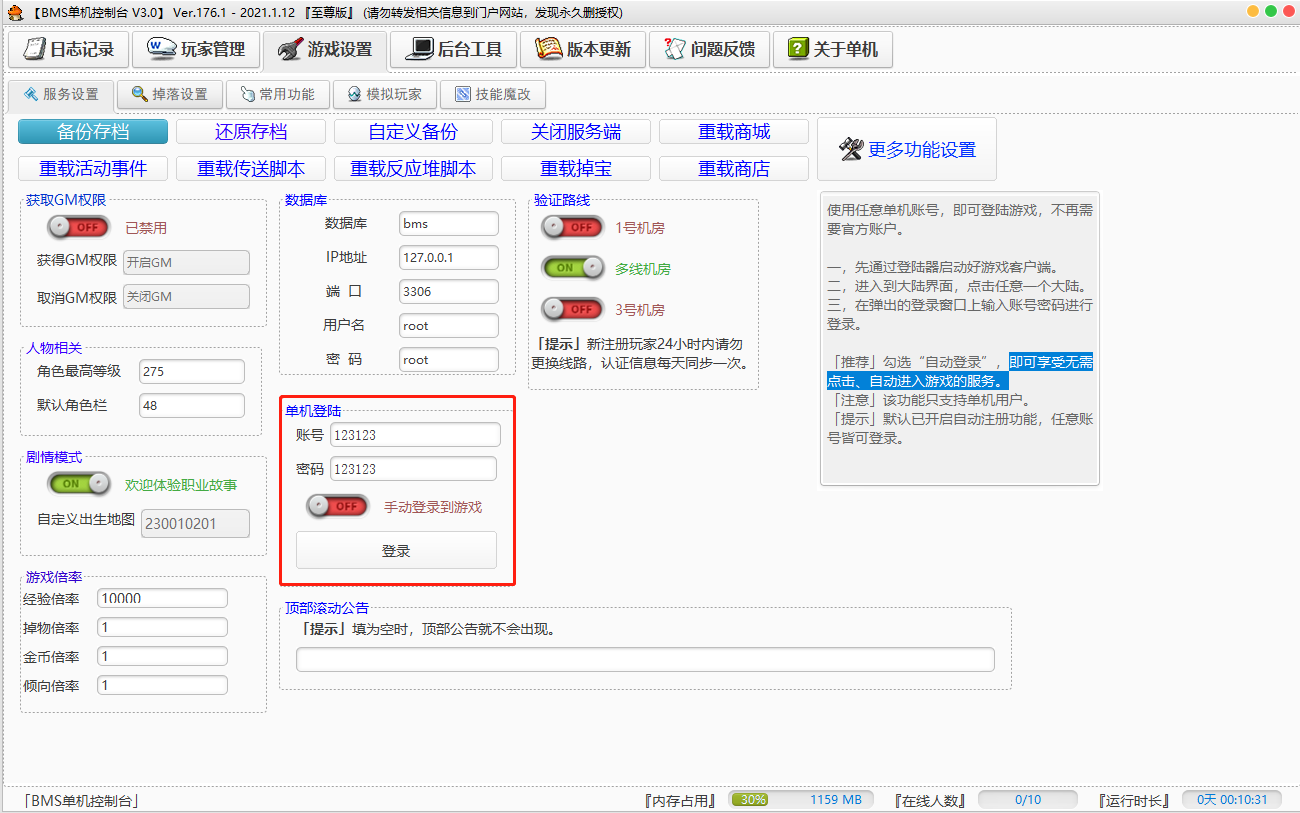 【BMS单机控制台 V3.0】 Ver.176.1 - 2021.1.12 『至尊版』 (请勿转发相关信息到门户网站，发现永久删授权)
日志记录 玩家管理 游戏设置 后台工具 版本更新 问题反馈 关于单机
服务设置 掉落设置 常用功能 模拟玩家 技能魔改
备份存档 还原存档 自定义备份 关闭服务端 重载商城
更多功能设置
重载活动事件 重载传送脚本 重载反应堆脚本 重载掉宝 重载商店
获取GM权限
OFF 已禁用
获得GM权限 开启GM
取消GM权限 关闭GM
人物相关
角色最高等级 275
默认角色栏 48
剧情模式
ON 欢迎体验职业故事
自定义出生地图 230010201
游戏倍率
经验倍率 10000
掉物倍率 1
金币倍率 1
倾向倍率 1
数据库
数据库 bms
IP地址 127.0.0.1
端 口 3306
用户名 root
密 码 root
单机登陆
账号 123123
密码 123123
OFF 手动登录到游戏
登录
验证路线
OFF 1号机房
ON 多线机房
OFF 3号机房
「提示」新注册玩家24小时内请勿
更换线路，认证信息每天同步一次。
使用任意单机账号，即可登陆游戏，不再需
要官方账户。
一，先通过登陆器启动好游戏客户端。
二，进入到大陆界面，点击任意一个大陆。
三，在弹出的登录窗口上输入账号密码进行
登录。
「推荐」勾选“自动登录”，即可享受无需
点击、自动进入游戏的服务。
「注意」该功能只支持单机用户。
「提示」默认已开启自动注册功能，任意账
号皆可登录。
顶部滚动公告
「提示」填为空时，顶部公告就不会出现。
「BMS单机控制台」 『内存占用』 30% 1159 MB 『在线人数』 0/10 『运行时长』 0天 00:10:31